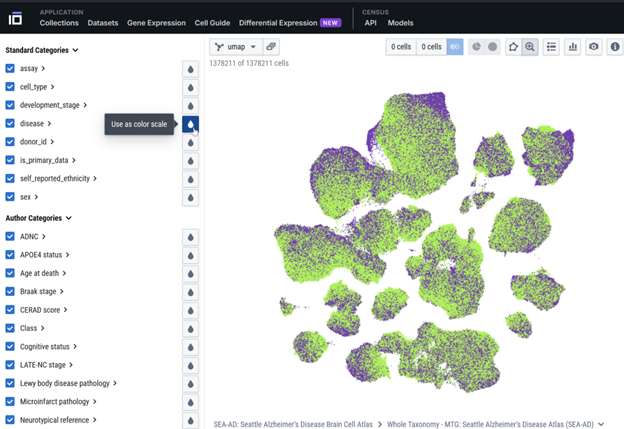 APPLICATION
Collections Datasets Gene Expression Cell Guide Differential Expression NEW
CENSUS
API Models
Standard Categories
assay
cell_type
development_stage
disease
Use as color scale
donor_id
is_primary_data
self_reported_ethnicity
sex
Author Categories
ADNC
APOE4 status
Age at death
Braak stage
CERAD score
Class
Cognitive status
LATE-NC stage
Lewy body disease pathology
Microinfarct pathology
Neurotypical reference
umap
0 cells 0 cells
1378211 of 1378211 cells
SEA-AD: Seattle Alzheimer's Disease Brain Cell Atlas > Whole Taxonomy - MTG: Seattle Alzheimer's Disease Atlas (SEA-AD)